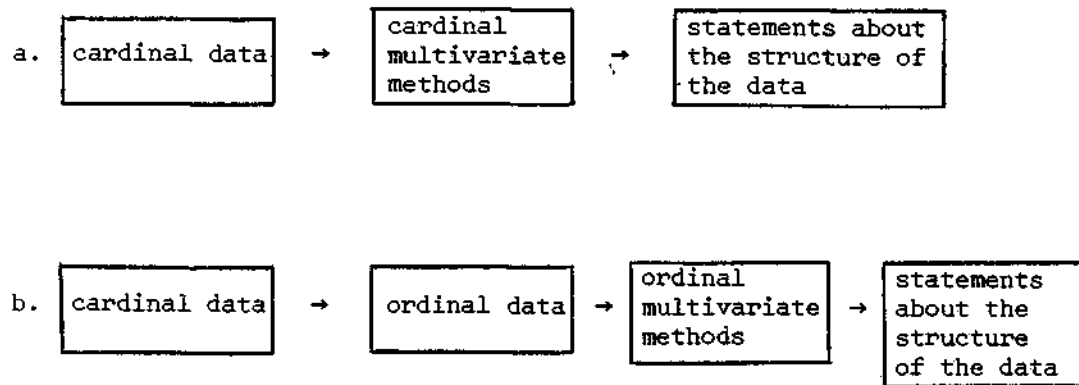 a. cardinal data → cardinal multivariate methods → statements about the structure of the data
b. cardinal data → ordinal data → ordinal multivariate methods → statements about the structure of the data